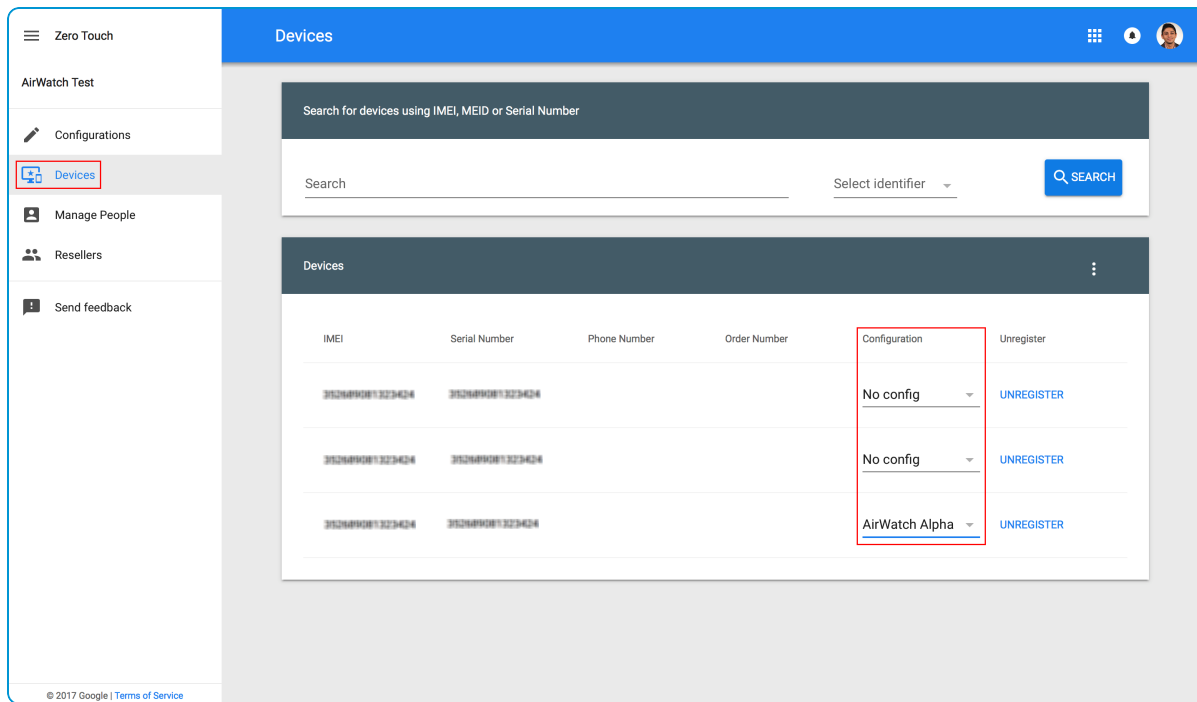 Zero Touch
Devices
AirWatch Test
Configurations
Devices
Manage People
Resellers
Send feedback
Search for devices using IMEI, MEID or Serial Number
Search
Select identifier
SEARCH
Devices
IMEI Serial Number Phone Number Order Number Configuration Unregister
No config UNREGISTER
No config UNREGISTER
AirWatch Alpha UNREGISTER
© 2017 Google | Terms of Service